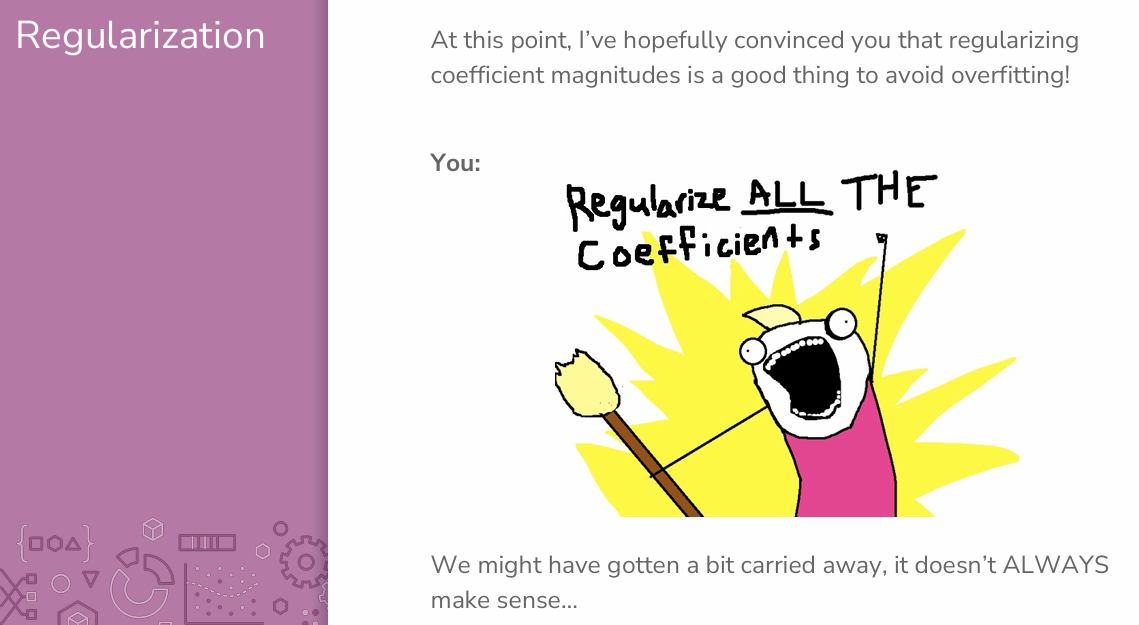 Regularization
At this point, I’ve hopefully convinced you that regularizing
coefficient magnitudes is a good thing to avoid overfitting!
You:
Regularize ALL THE
Coefficients
We might have gotten a bit carried away, it doesn’t ALWAYS
make sense…